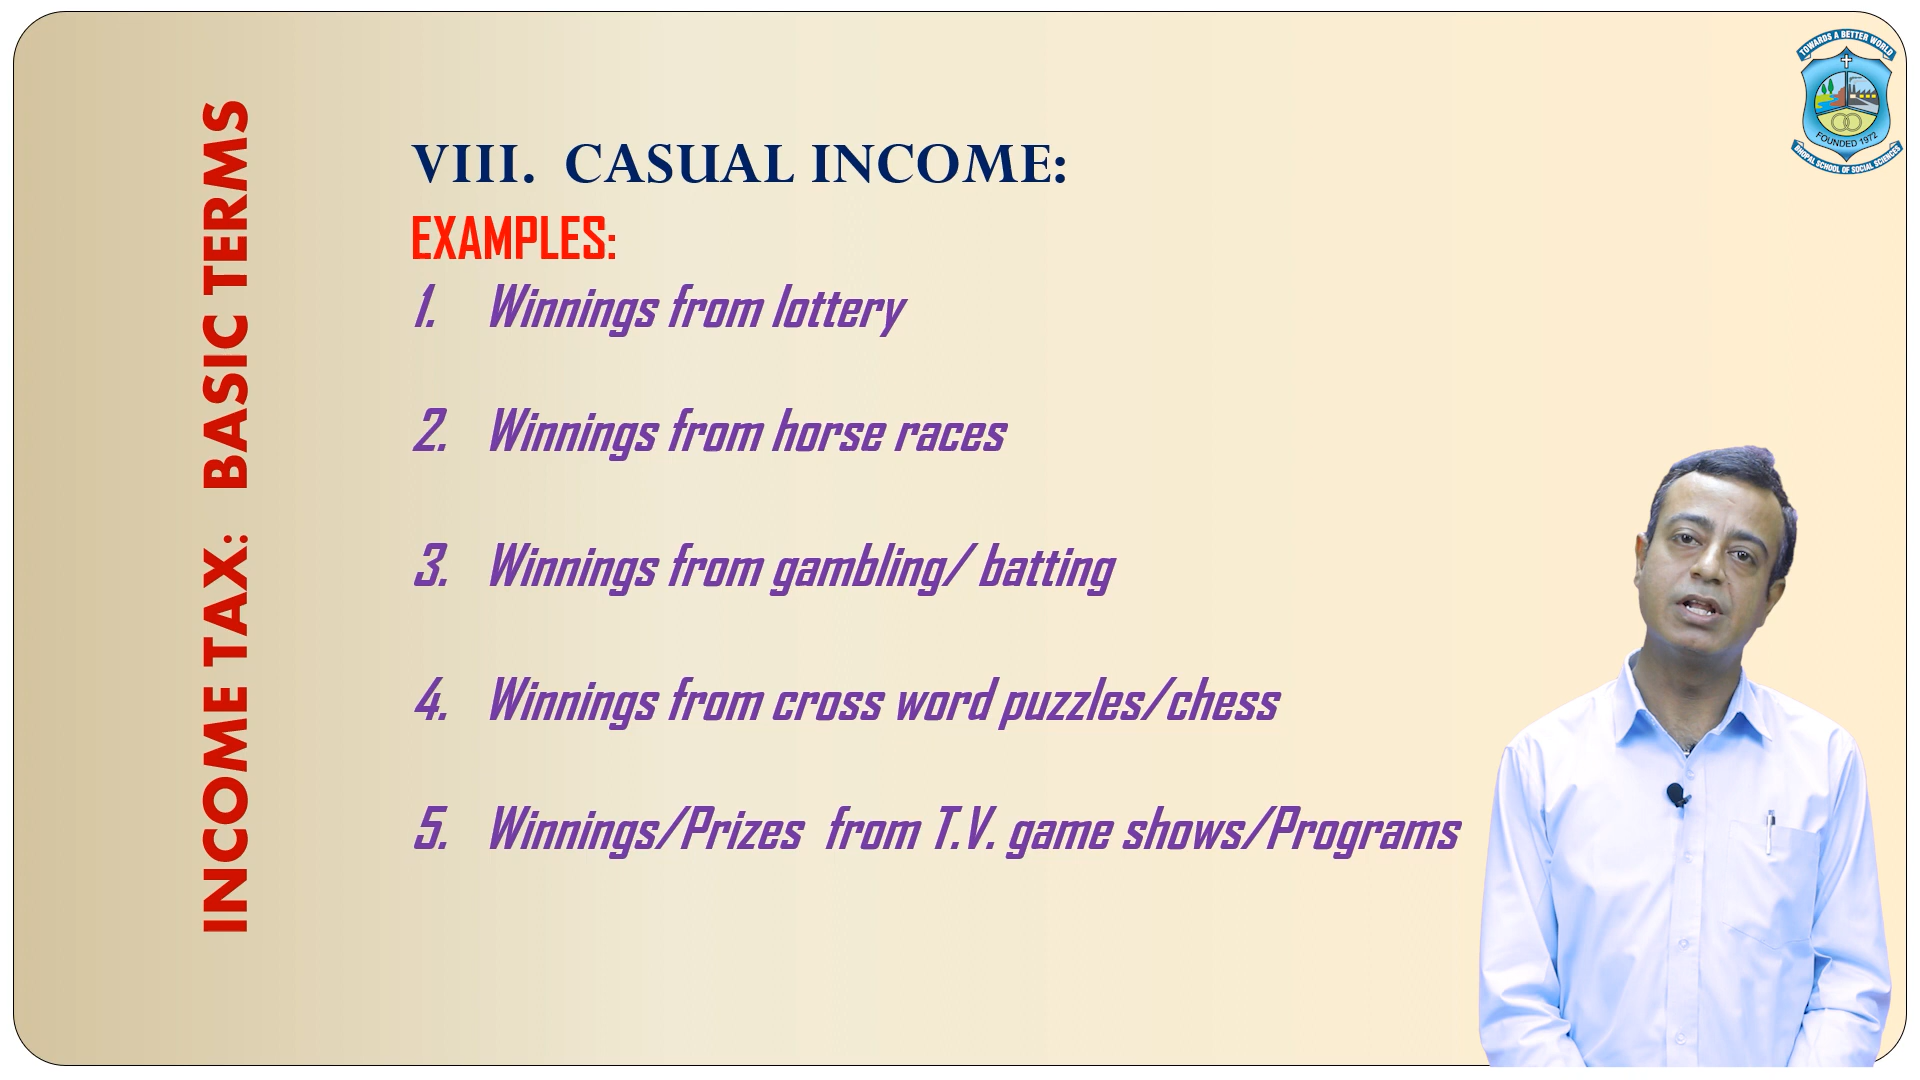 INCOME TAX: BASIC TERMS
VIII. CASUAL INCOME:
EXAMPLES:
1. Winnings from lottery
2. Winnings from horse races
3. Winnings from gambling/ batting
4. Winnings from cross word puzzles/chess
5. Winnings/Prizes from T.V. game shows/Programs
TOWARDS A BETTER WORLD
FOUNDED 1972
BHOPAL SCHOOL OF SOCIAL SCIENCES